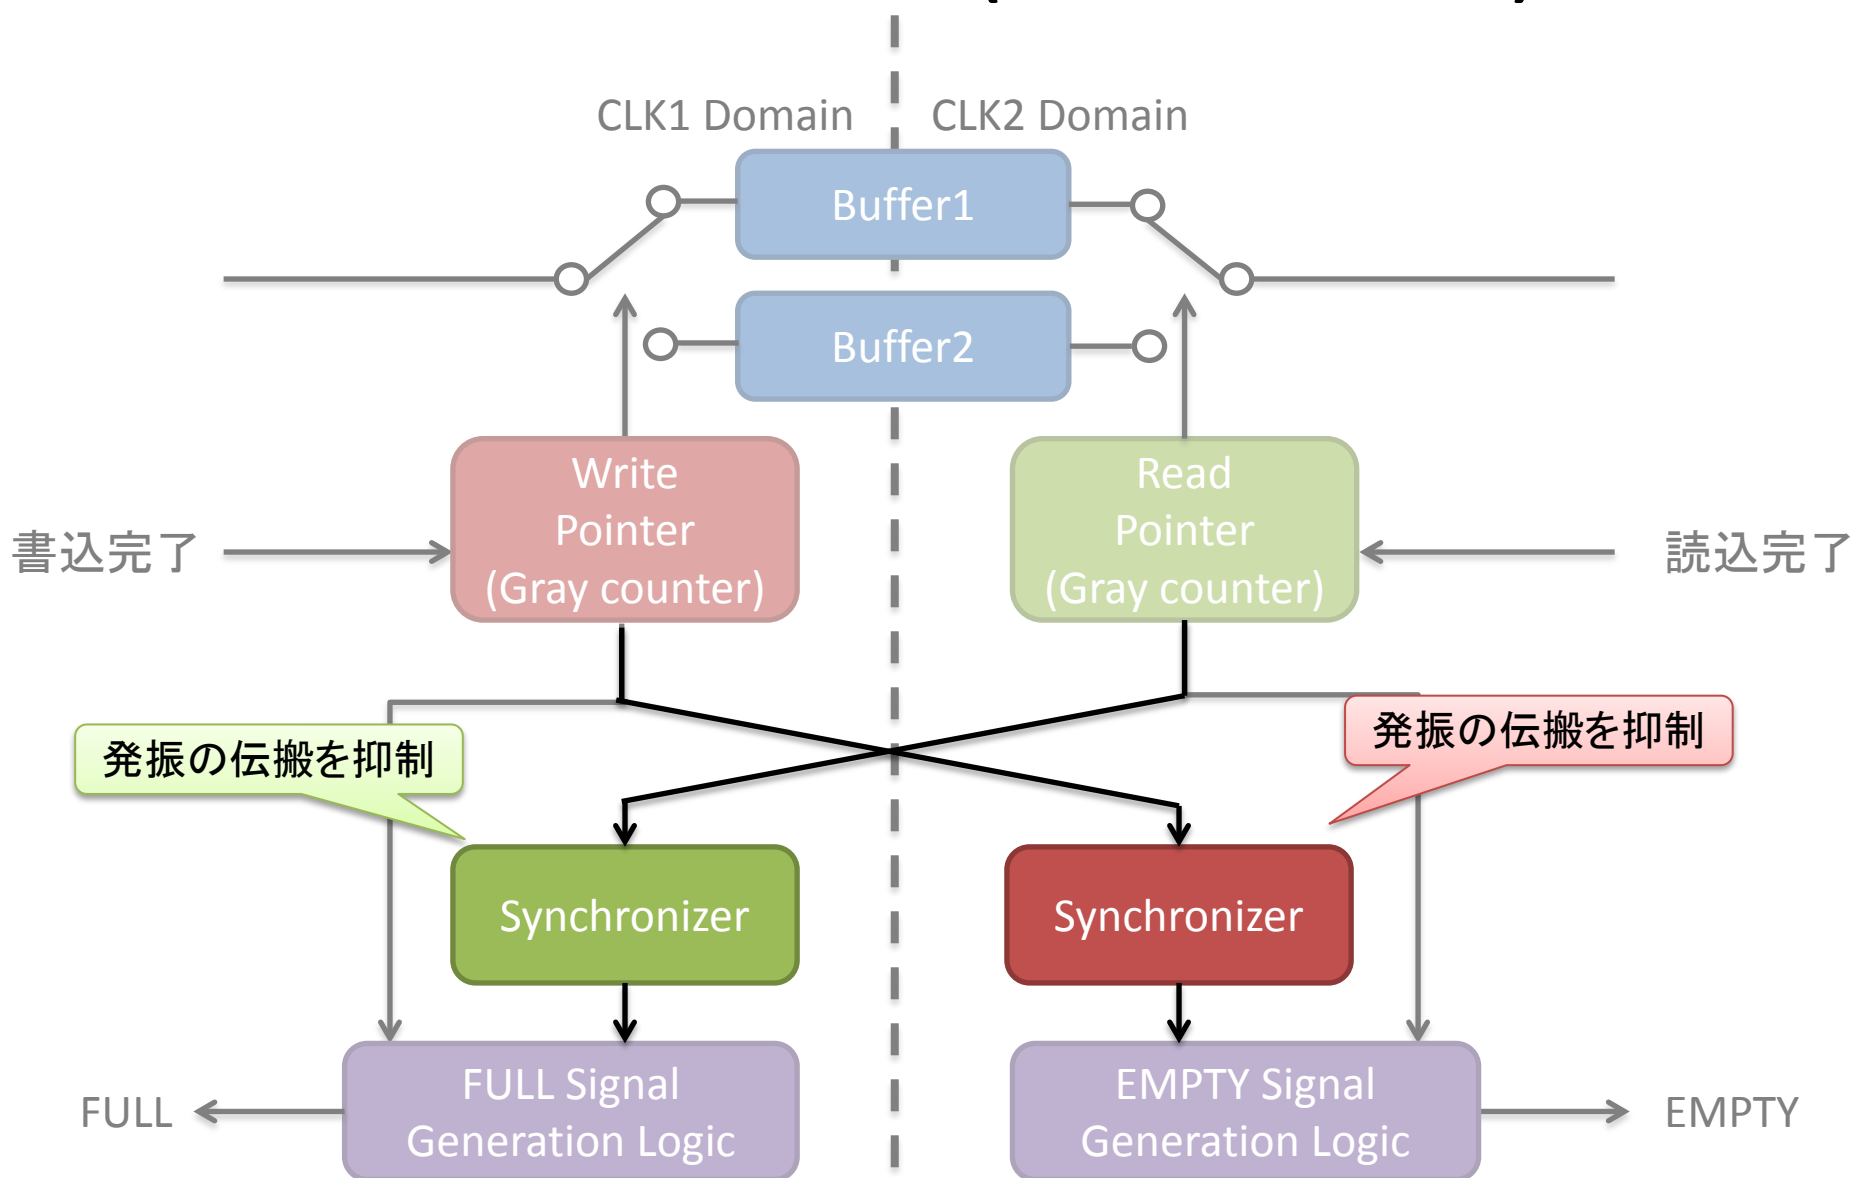 CLK1 Domain
CLK2 Domain
Buffer1
Buffer2
Write
Pointer
(Gray counter)
Read
Pointer
(Gray counter)
書込完了
読込完了
発振の伝搬を抑制
発振の伝搬を抑制
Synchronizer
Synchronizer
FULL Signal
Generation Logic
EMPTY Signal
Generation Logic
FULL
EMPTY